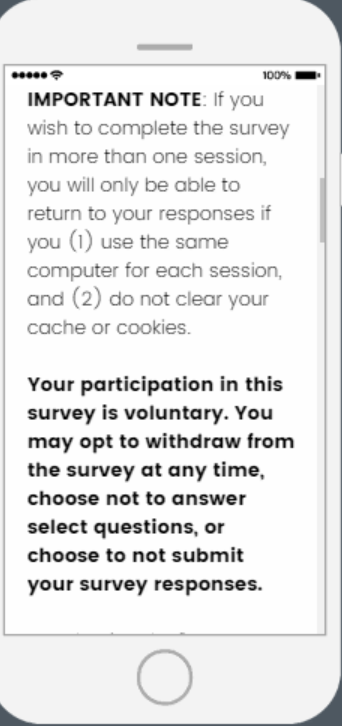 100%
IMPORTANT NOTE: If you
wish to complete the survey
in more than one session,
you will only be able to
return to your responses if
you (1) use the same
computer for each session,
and (2) do not clear your
cache or cookies.
Your participation in this
survey is voluntary. You
may opt to withdraw from
the survey at any time,
choose not to answer
select questions, or
choose to not submit
your survey responses.